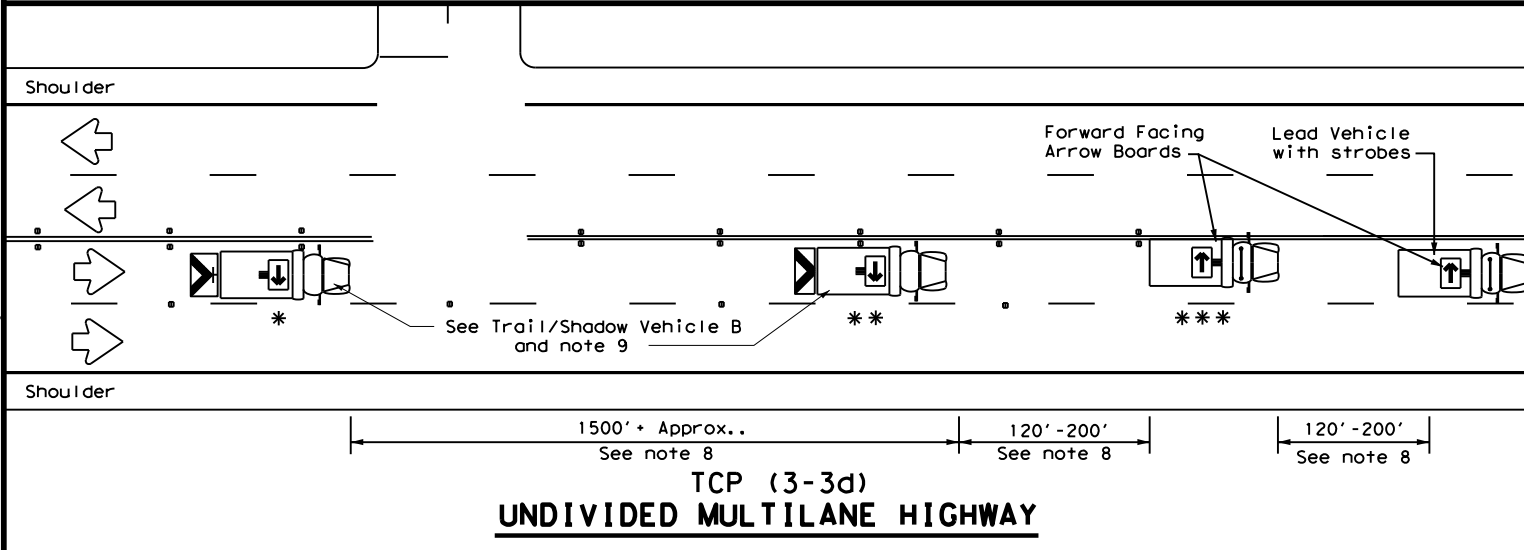 Shoulder
Forward Facing
Arrow Boards
Lead Vehicle
with strobes
*
**
***
See Trail/Shadow Vehicle B
and note 9
Shoulder
1500'+ Approx..
See note 8
120'-200'
See note 8
120'-200'
See note 8
TCP (3-3d)
UNDIVIDED MULTILANE HIGHWAY